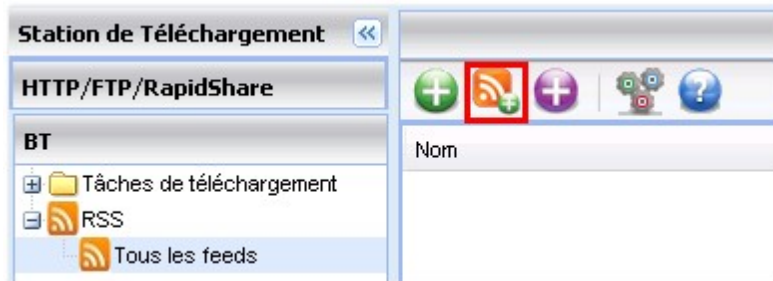 Station de Téléchargement
HTTP/FTP/RapidShare
BT
Tâches de téléchargement
RSS
Tous les feeds
Nom